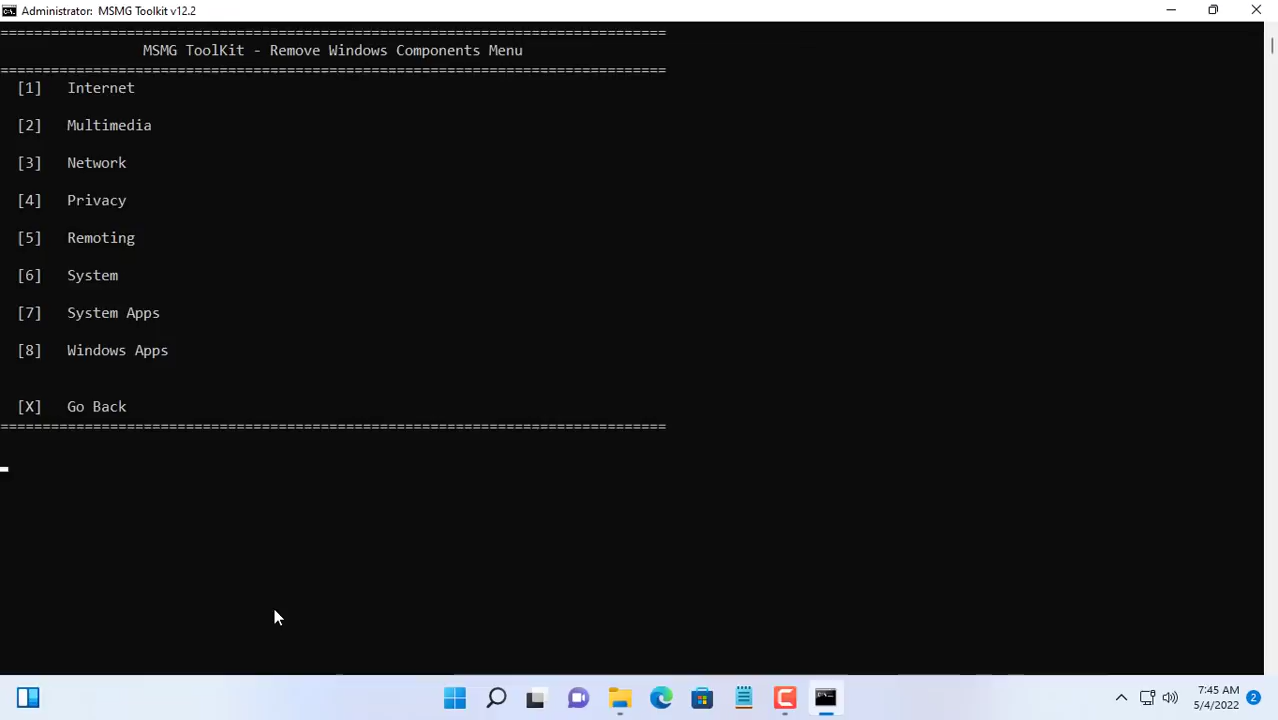 Administrator: MSMG Toolkit v12.2
===============================================================================
MSMG ToolKit - Remove Windows Components Menu
===============================================================================
[1] Internet
[2] Multimedia
[3] Network
[4] Privacy
[5] Remoting
[6] System
[7] System Apps
[8] Windows Apps
[X] Go Back
===============================================================================
7:45 AM
5/4/2022
2